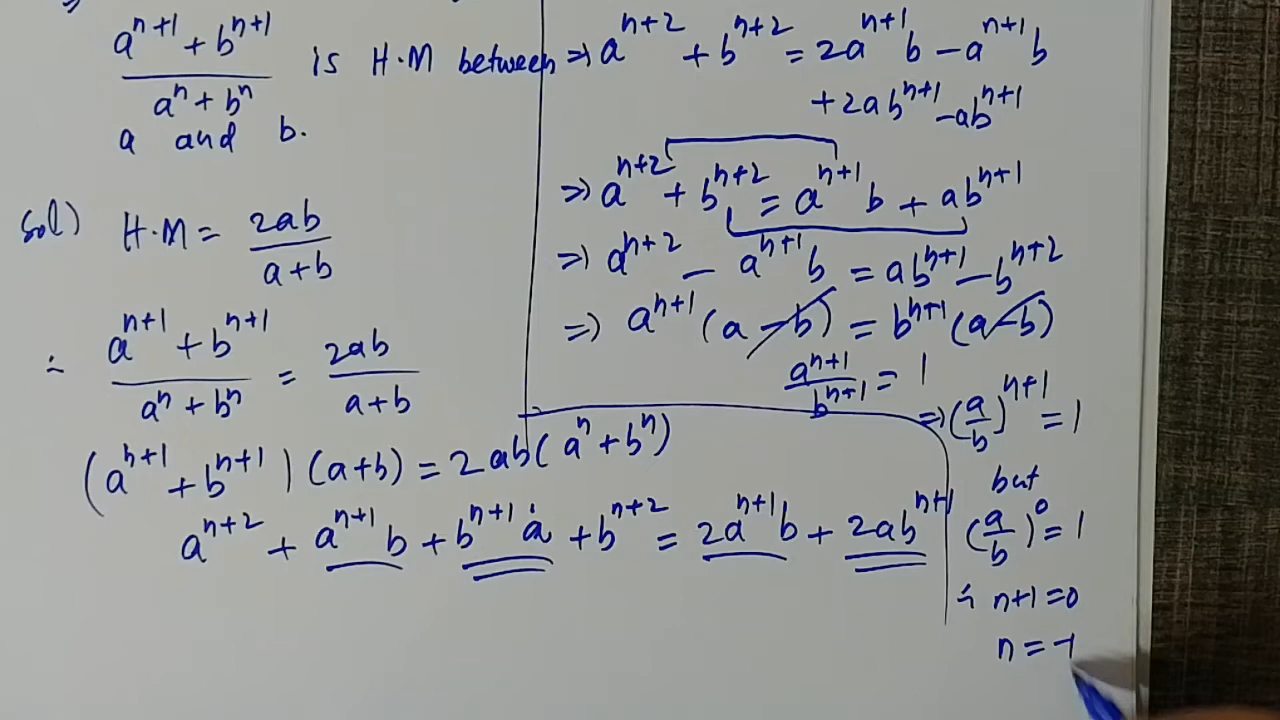 a^{n+1} + b^{n+1} / a^n + b^n is H.M between
a and b.
Sol) H.M = 2ab / a+b
∴ a^{n+1} + b^{n+1} / a^n + b^n = 2ab / a+b
(a^{n+1} + b^{n+1}) (a+b) = 2ab(a^n + b^n)
a^{n+2} + a^{n+1} b + b^{n+1} a + b^{n+2} = 2a^{n+1} b + 2ab^{n+1}
⇒ a^{n+2} + b^{n+2} = 2a^{n+1} b − a^{n+1} b
+ 2ab^{n+1} − ab^{n+1}
⇒ a^{n+2} + b^{n+2} = a^{n+1} b + ab^{n+1}
⇒ a^{n+2} − a^{n+1} b = ab^{n+1} − b^{n+2}
⇒ a^{n+1} (a−b) = b^{n+1} (a−b)
a^{n+1} / b^{n+1} = 1
⇒ (a/b)^{n+1} = 1
but
(a/b)^0 = 1
∴ n+1 = 0
n = −1